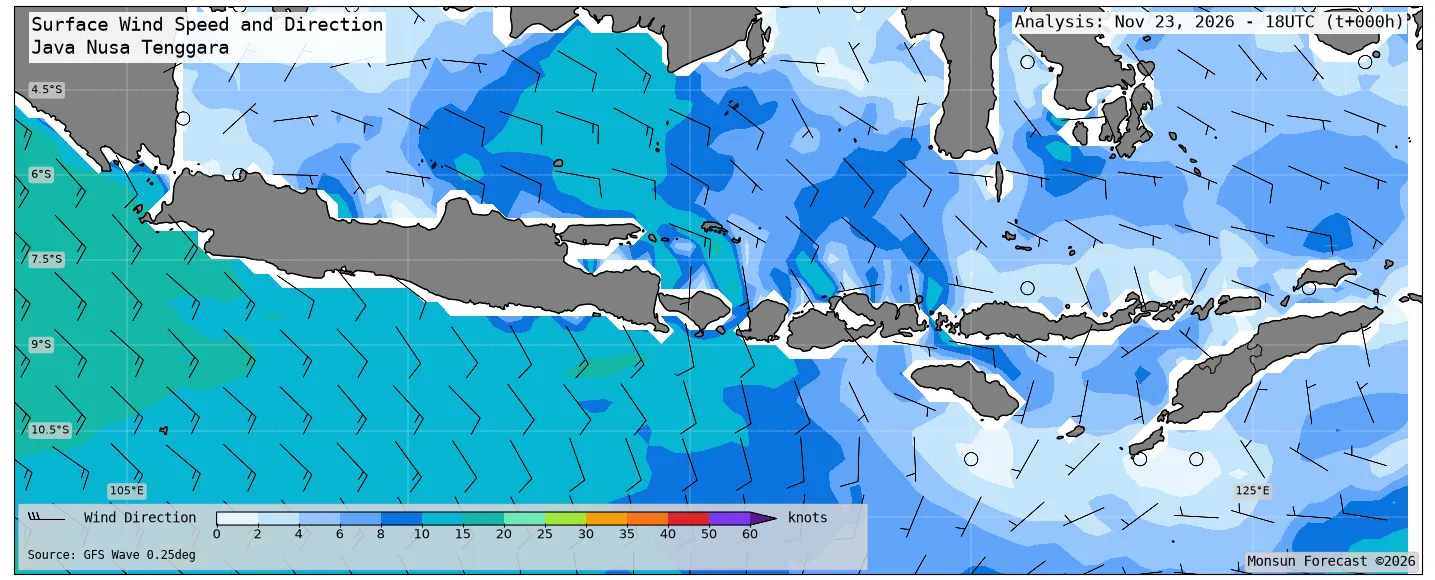 Surface Wind Speed and Direction
Java Nusa Tenggara
Analysis: Nov 23, 2026 - 18UTC (t+000h)
4.5°S
6°S
7.5°S
9°S
10.5°S
105°E
125°E
Wind Direction
0 2 4 6 8 10 15 20 25 30 35 40 50 60
knots
Source: GFS Wave 0.25deg
Monsun Forecast ©2026